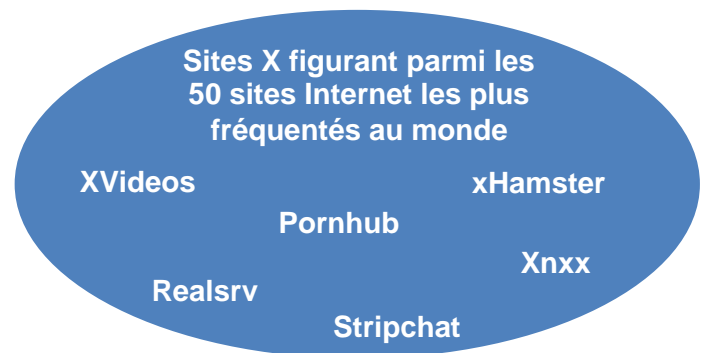 Sites X figurant parmi les
50 sites Internet les plus
fréquentés au monde
XVideos
xHamster
Pornhub
Xnxx
Realsrv
Stripchat